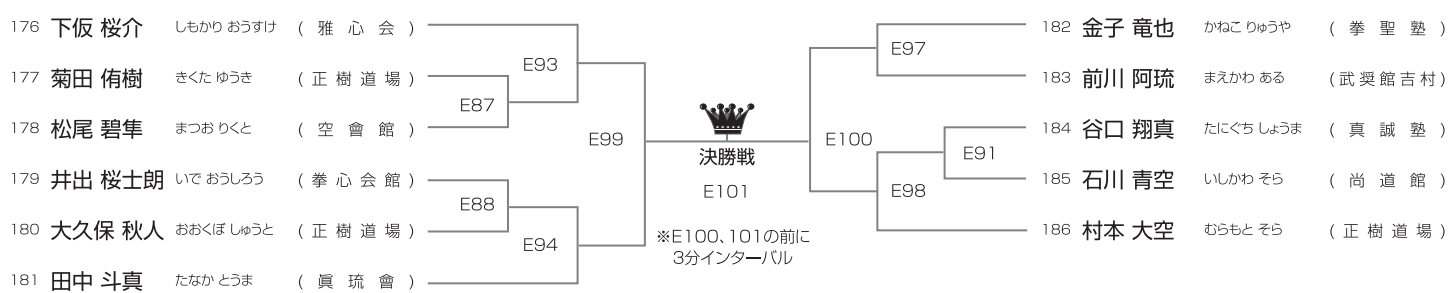 176 下仮 桜介 しもかり おうすけ (雅心会)
177 菊田 侑樹 きくた ゆうき (正樹道場)
178 松尾 碧隼 まつお りくと (空會館)
179 井出 桜士朗 いで おうしろう (拳心会館)
180 大久保 秋人 おおくぼ しゅうと (正樹道場)
181 田中 斗真 たなか とうま (眞琉會)
E93
E87
E88
E94
E99
決勝戦
E101
※E100、101の前に
3分インターバル
E100
E97
E91
E98
182 金子 竜也 かねこ りゅうや (拳聖塾)
183 前川 阿琉 まえかわ ある (武奨館吉村)
184 谷口 翔真 たにぐち しょうま (真誠塾)
185 石川 青空 いしかわ そら (尚道館)
186 村本 大空 むらもと そら (正樹道場)